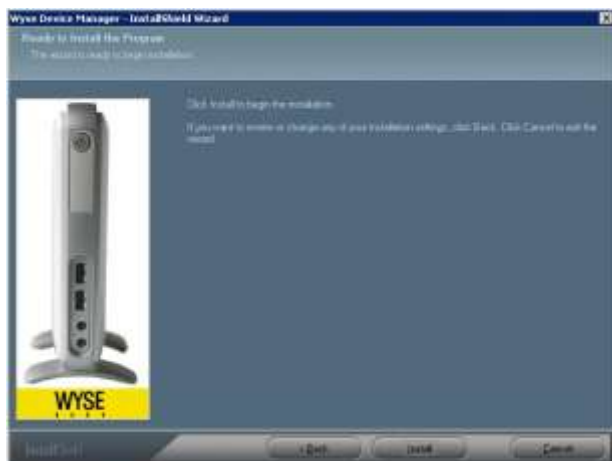 Wyse Device Manager - InstallShield Wizard
Ready to Install the Program
The wizard is ready to begin installation.
Click Install to begin the installation.
If you want to review or change any of your installation settings, click Back. Click Cancel to exit the
wizard.
WYSE
InstallShield
< Back
Install
Cancel